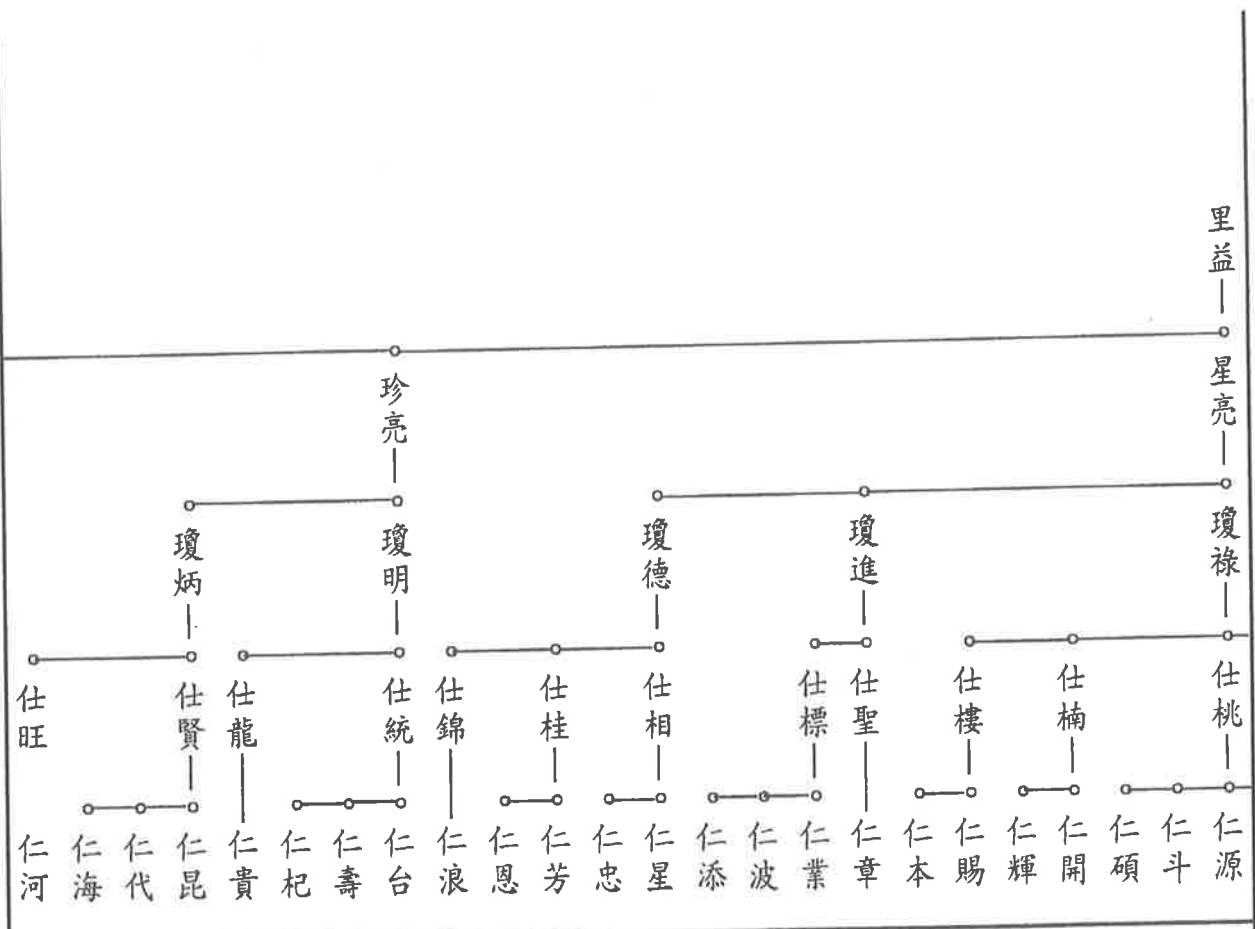 里益
星亮
珍亮
瓊祿
瓊進
瓊德
瓊明
瓊炳
仕桃
仕楠
仕樓
仕聖
仕標
仕相
仕桂
仕錦
仕統
仕龍
仕賢
仕旺
仁源
仁斗
仁碩
仁開
仁輝
仁賜
仁本
仁章
仁業
仁波
仁添
仁星
仁忠
仁芳
仁恩
仁浪
仁台
仁壽
仁杞
仁貴
仁昆
仁代
仁海
仁河